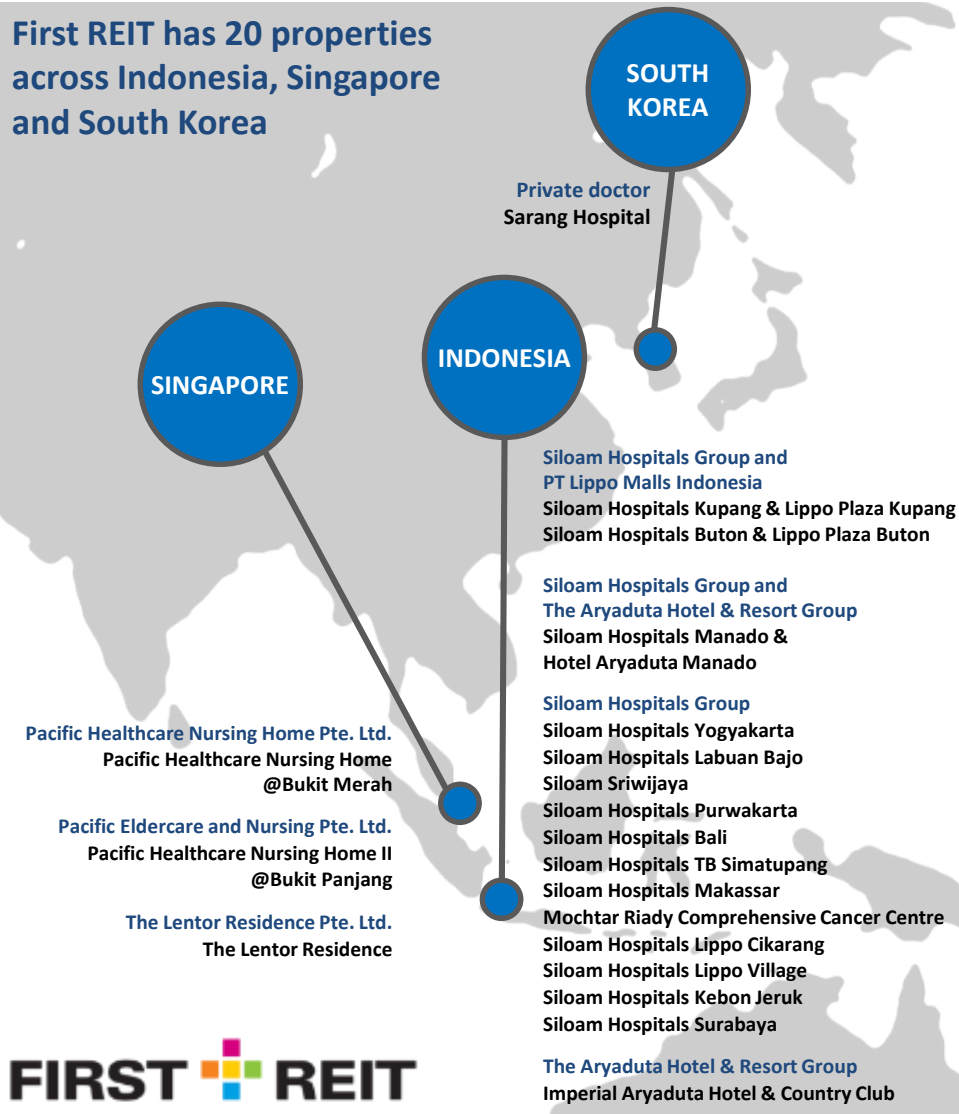 First REIT has 20 properties
across Indonesia, Singapore
and South Korea
SOUTH
KOREA
Private doctor
Sarang Hospital
SINGAPORE
INDONESIA
Siloam Hospitals Group and
PT Lippo Malls Indonesia
Siloam Hospitals Kupang & Lippo Plaza Kupang
Siloam Hospitals Buton & Lippo Plaza Buton
Siloam Hospitals Group and
The Aryaduta Hotel & Resort Group
Siloam Hospitals Manado &
Hotel Aryaduta Manado
Siloam Hospitals Group
Siloam Hospitals Yogyakarta
Siloam Hospitals Labuan Bajo
Siloam Sriwijaya
Siloam Hospitals Purwakarta
Siloam Hospitals Bali
Siloam Hospitals TB Simatupang
Siloam Hospitals Makassar
Mochtar Riady Comprehensive Cancer Centre
Siloam Hospitals Lippo Cikarang
Siloam Hospitals Lippo Village
Siloam Hospitals Kebon Jeruk
Siloam Hospitals Surabaya
The Aryaduta Hotel & Resort Group
Imperial Aryaduta Hotel & Country Club
Pacific Healthcare Nursing Home Pte. Ltd.
Pacific Healthcare Nursing Home
@Bukit Merah
Pacific Eldercare and Nursing Pte. Ltd.
Pacific Healthcare Nursing Home II
@Bukit Panjang
The Lentor Residence Pte. Ltd.
The Lentor Residence
FIRST REIT